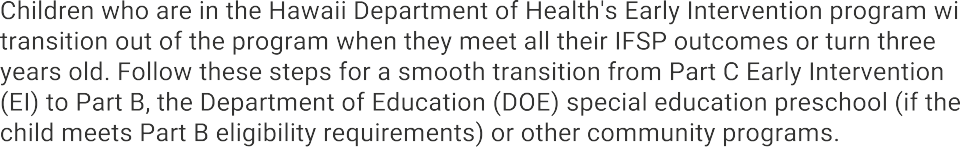 Children who are in the Hawaii Department of Health's Early Intervention program wi
transition out of the program when they meet all their IFSP outcomes or turn three
years old. Follow these steps for a smooth transition from Part C Early Intervention
(EI) to Part B, the Department of Education (DOE) special education preschool (if the
child meets Part B eligibility requirements) or other community programs.